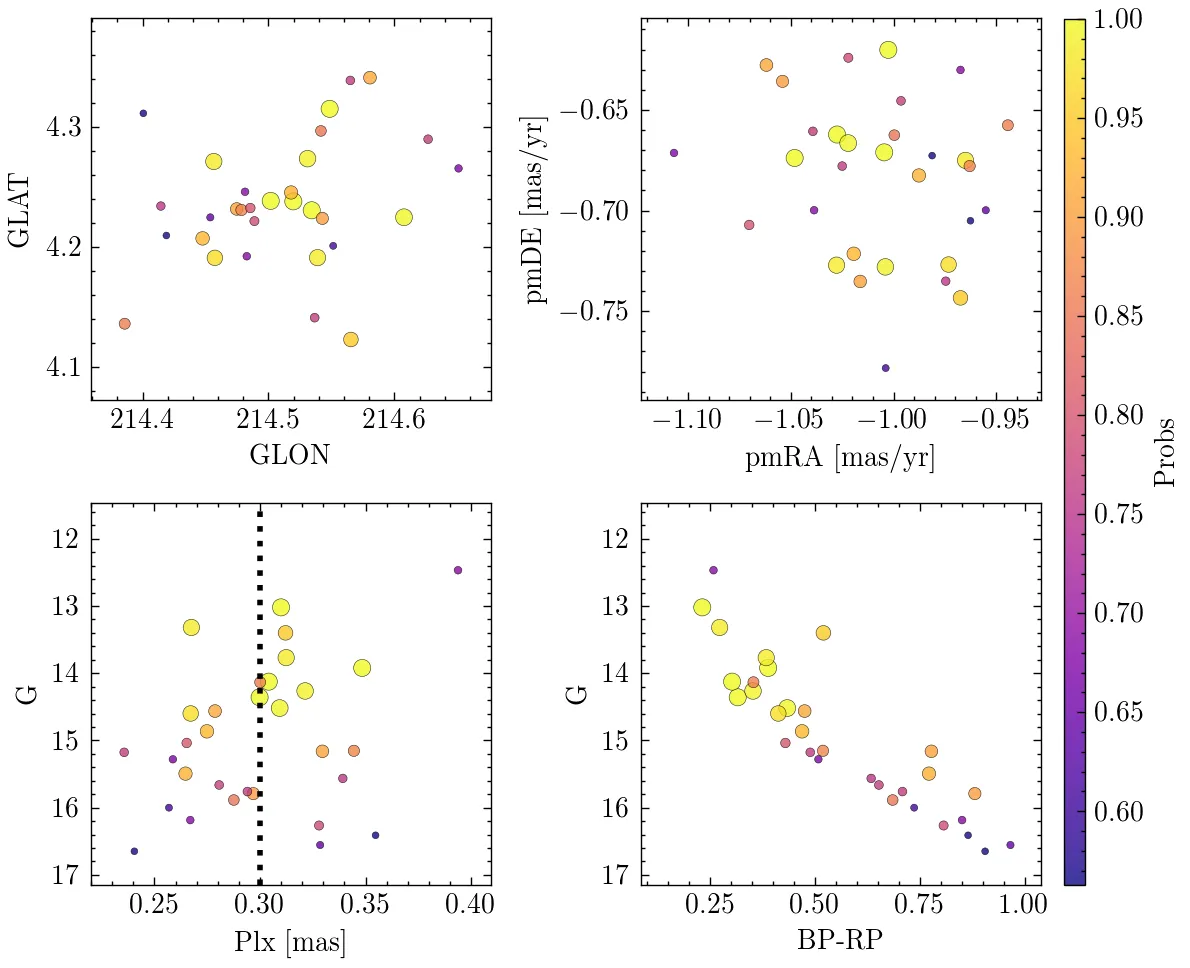 4.3
4.2
4.1
GLAT
214.4 214.5 214.6
GLON
−0.65
−0.70
−0.75
pmDE [mas/yr]
−1.10 −1.05 −1.00 −0.95
pmRA [mas/yr]
12
13
14
15
16
17
G
0.25 0.30 0.35 0.40
Plx [mas]
12
13
14
15
16
17
G
0.25 0.50 0.75 1.00
BP-RP
1.00
0.95
0.90
0.85
0.80
0.75
0.70
0.65
0.60
Probs